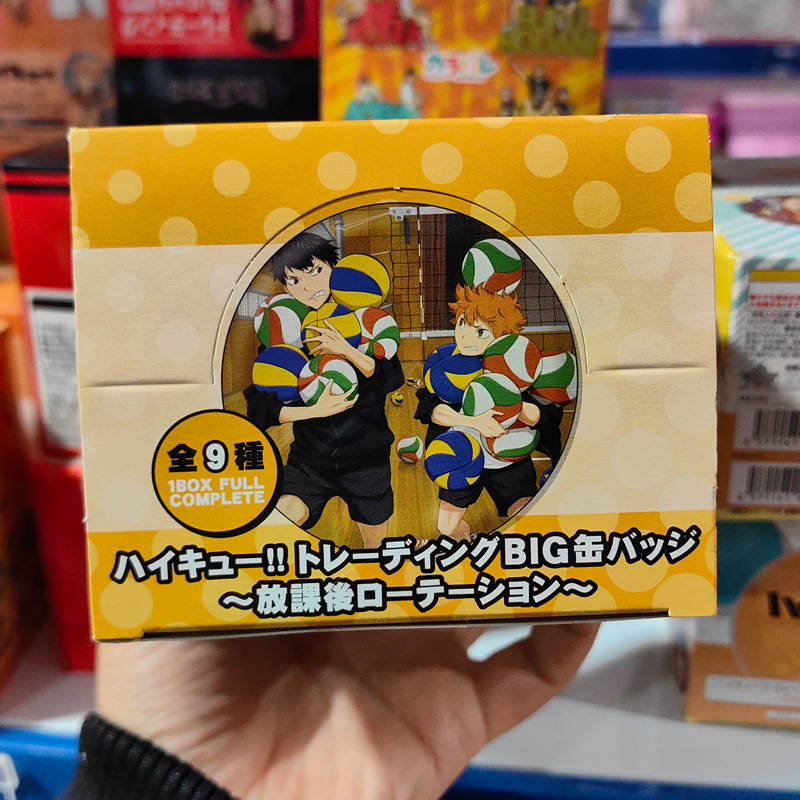 全9種
1BOX FULL
COMPLETE
ハイキュー!! トレーディングBIG缶バッジ
～放課後ローテーション～